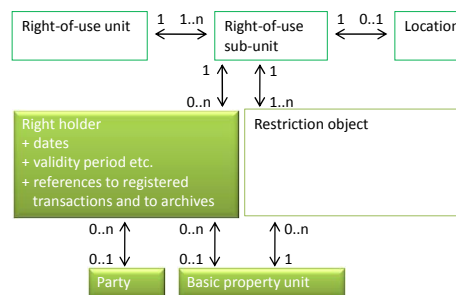 Right-of-use unit
1 1..n
Right-of-use
sub-unit
1 0..1
Location
1 1
0..n 1..n
Right holder
+ dates
+ validity period etc.
+ references to registered
transactions and to archives
Restriction object
0..n 0..n 0..n
0..1 0..1 1
Party
Basic property unit